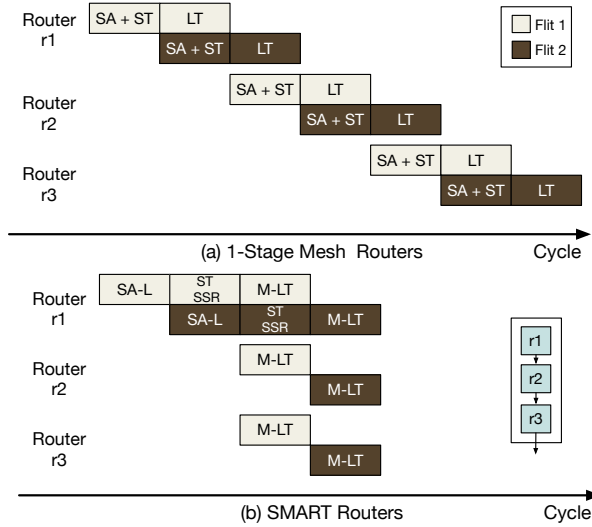 Router
r1
SA + ST LT
SA + ST LT
Flit 1
Flit 2
Router
r2
SA + ST LT
SA + ST LT
Router
r3
SA + ST LT
SA + ST LT
(a) 1-Stage Mesh Routers Cycle
Router
r1
SA-L ST SSR M-LT
SA-L ST SSR M-LT
Router
r2
M-LT
M-LT
Router
r3
M-LT
M-LT
r1
r2
r3
(b) SMART Routers Cycle